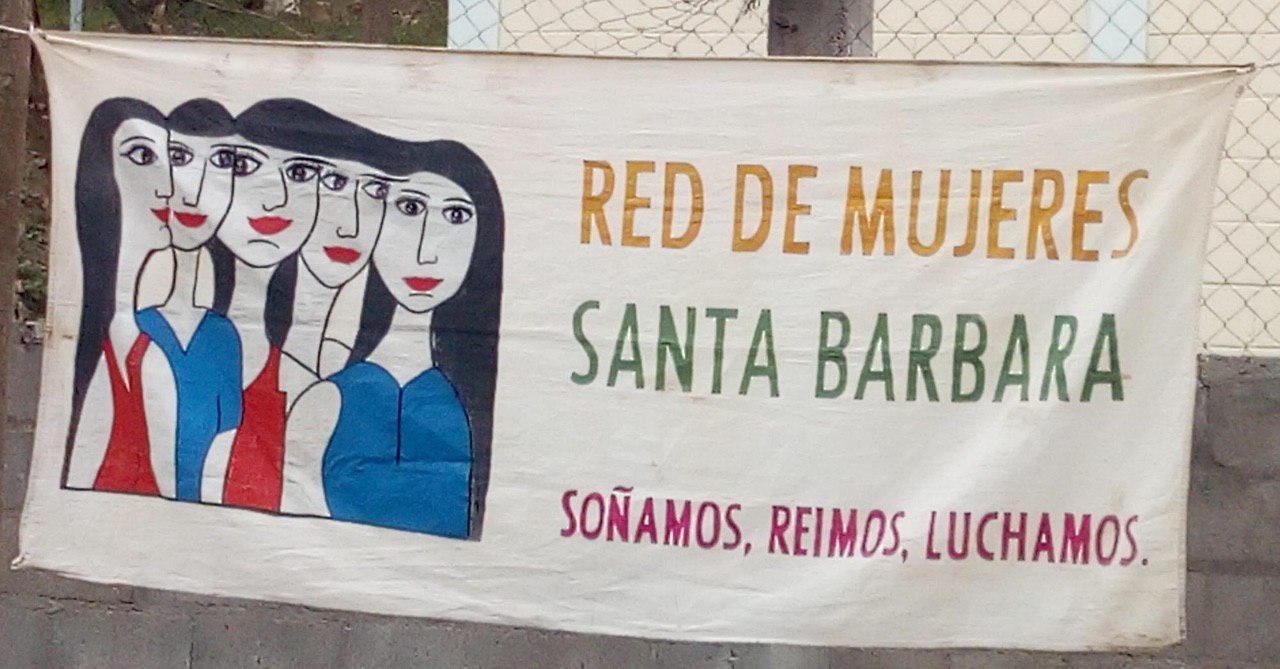 RED DE MUJERES
SANTA BARBARA
SOÑAMOS, REIMOS, LUCHAMOS.